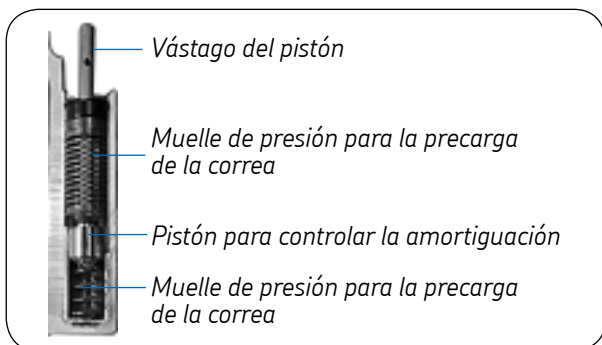 Vástago del pistón
Muelle de presión para la precarga
de la correa
Pistón para controlar la amortiguación
Muelle de presión para la precarga
de la correa